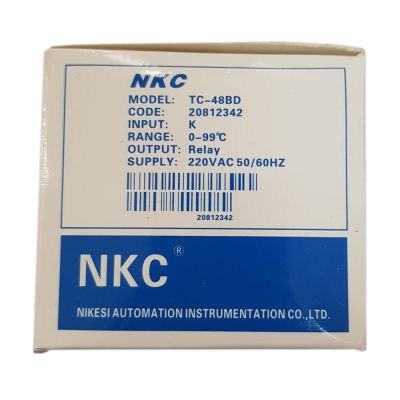 NKC
MODEL: TC-48BD
CODE: 20812342
INPUT: K
RANGE: 0-99℃
OUTPUT: Relay
SUPPLY: 220VAC 50/60HZ
20812342
NKC®
NIKESI AUTOMATION INSTRUMENTATION CO.,LTD.